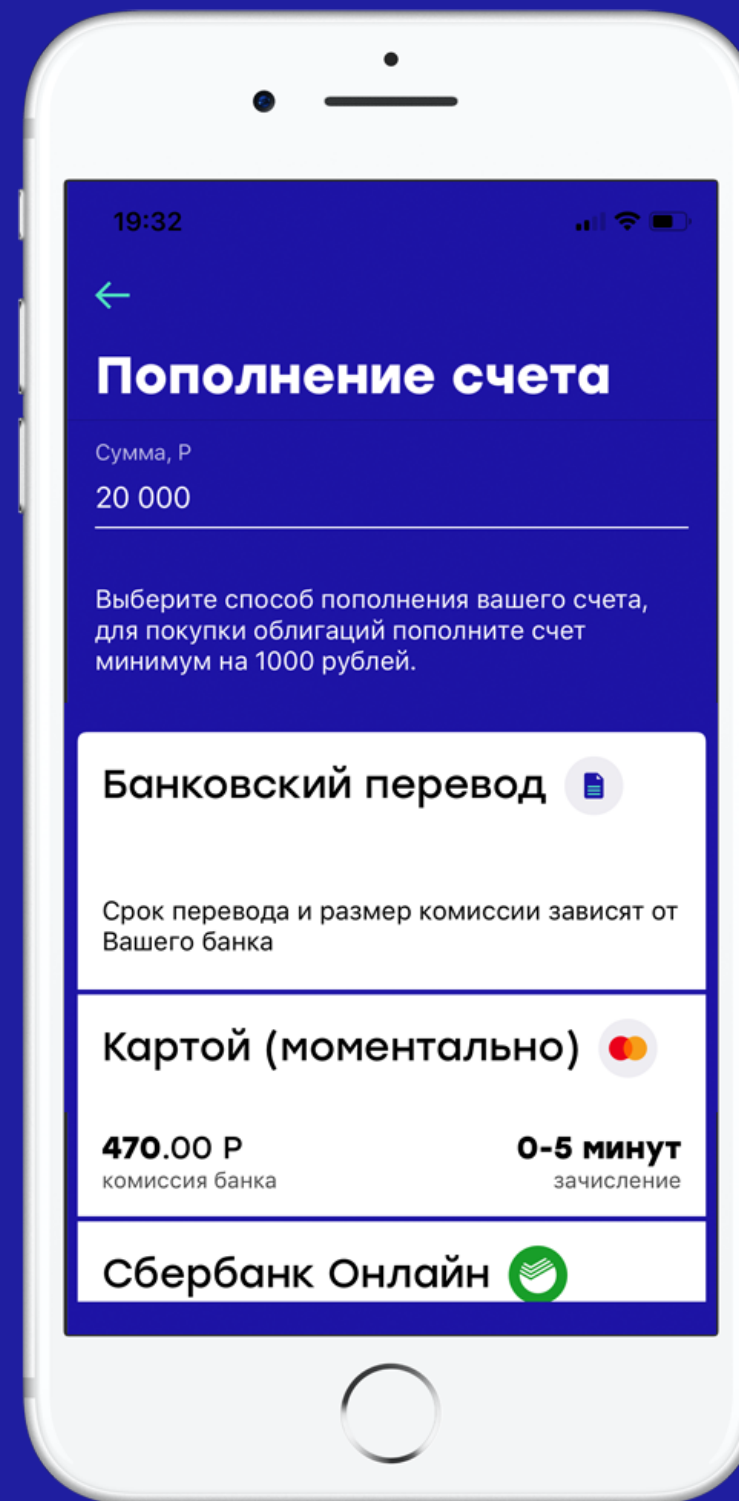 19:32
Пополнение счета
Сумма, Р
20 000
Выберите способ пополнения вашего счета,
для покупки облигаций пополните счет
минимум на 1000 рублей.
Банковский перевод
Срок перевода и размер комиссии зависят от
Вашего банка
Картой (моментально)
470.00 Р
комиссия банка
0-5 минут
зачисление
Сбербанк Онлайн